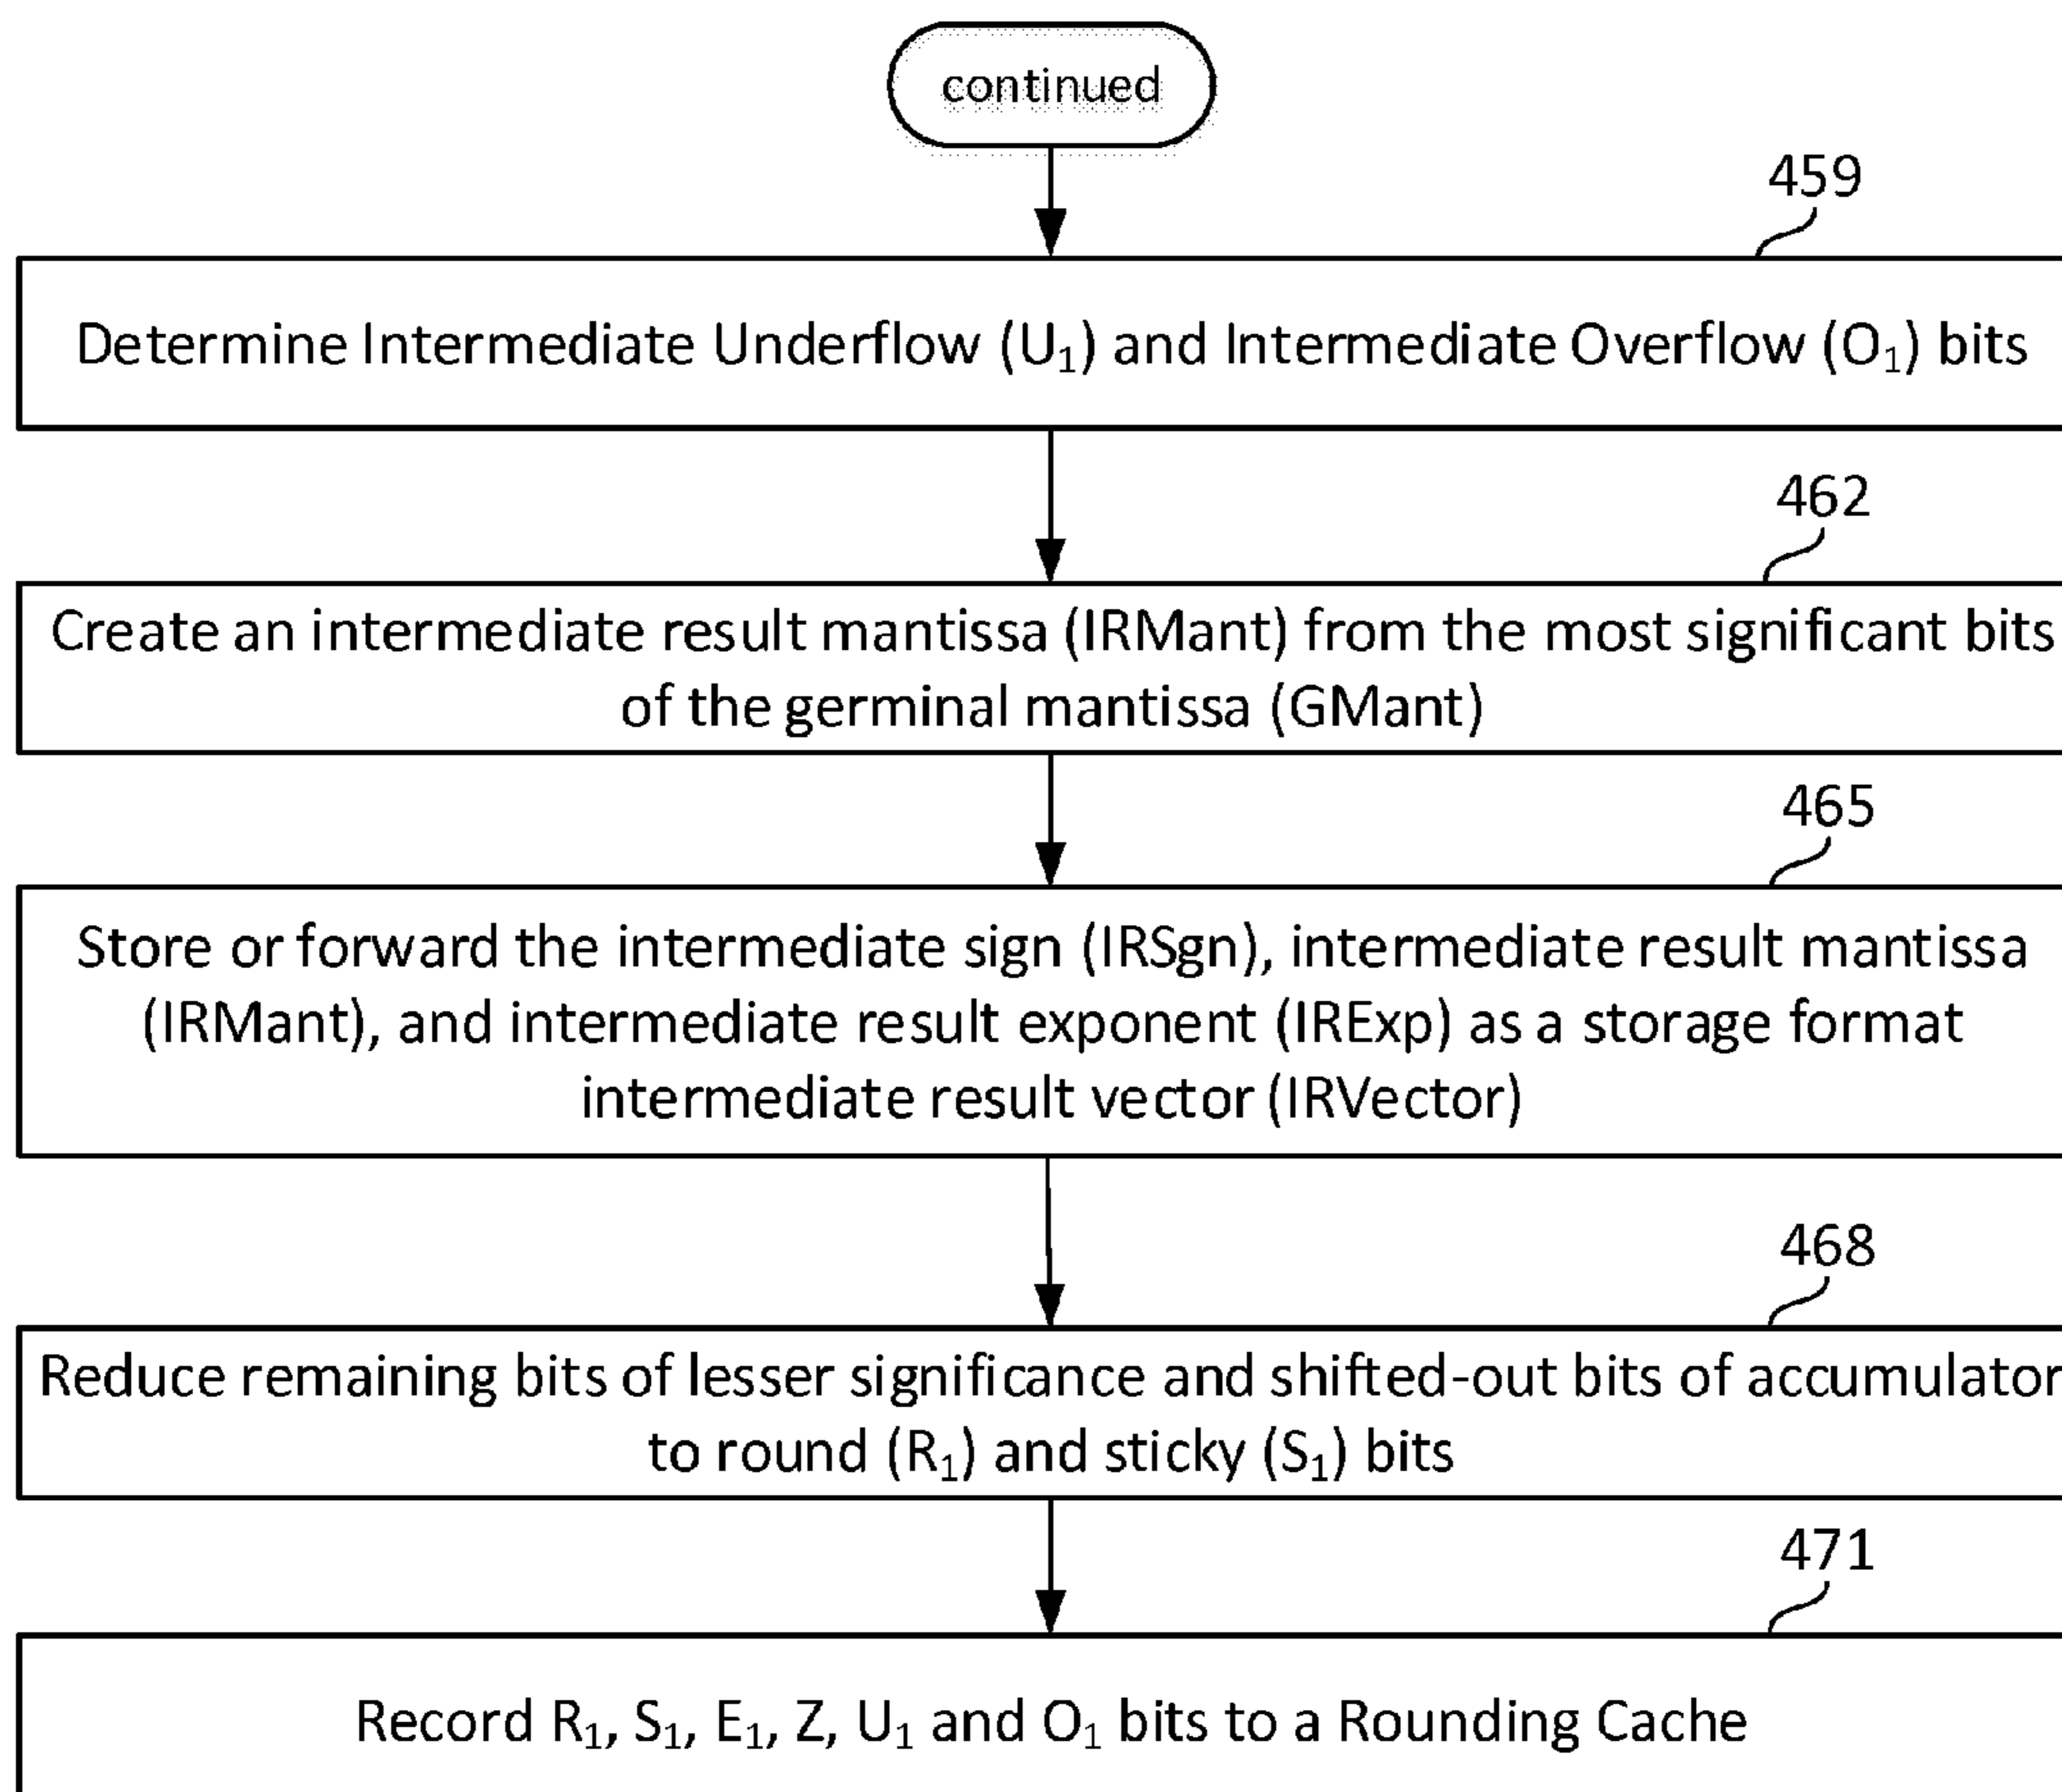 continued
459
Determine Intermediate Underflow (U₁) and Intermediate Overflow (O₁) bits
462
Create an intermediate result mantissa (IRMant) from the most significant bits
of the germinal mantissa (GMant)
465
Store or forward the intermediate sign (IRSgn), intermediate result mantissa
(IRMant), and intermediate result exponent (IRExp) as a storage format
intermediate result vector (IRVector)
468
Reduce remaining bits of lesser significance and shifted-out bits of accumulator
to round (R₁) and sticky (S₁) bits
471
Record R₁, S₁, E₁, Z, U₁ and O₁ bits to a Rounding Cache